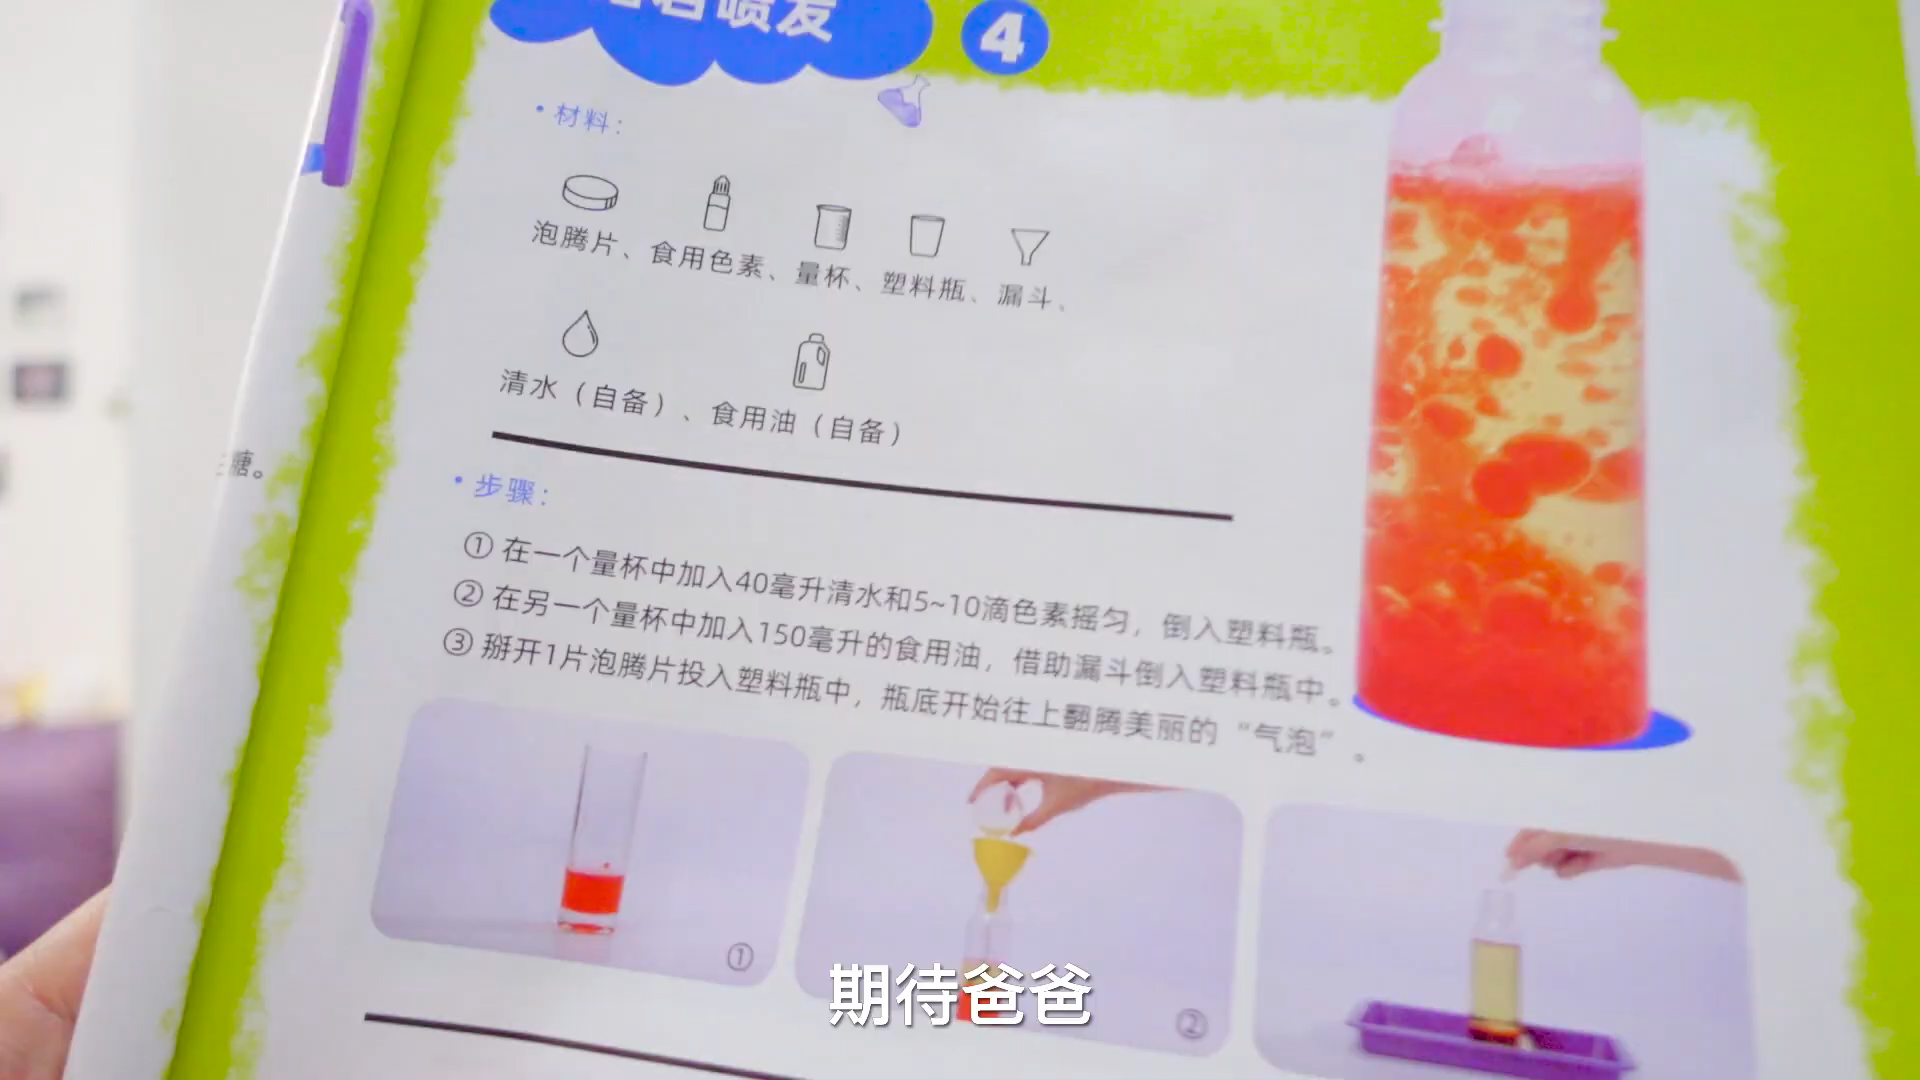 岩喷发
4
• 材料：
泡腾片、食用色素、量杯、塑料瓶、漏斗、
清水（自备）、食用油（自备）
糖。
• 步骤：
① 在一个量杯中加入40毫升清水和5~10滴色素摇匀，倒入塑料瓶。
② 在另一个量杯中加入150毫升的食用油，借助漏斗倒入塑料瓶中。
③ 掰开1片泡腾片投入塑料瓶中，瓶底开始往上翻腾美丽的“气泡”。
①
②
期待爸爸